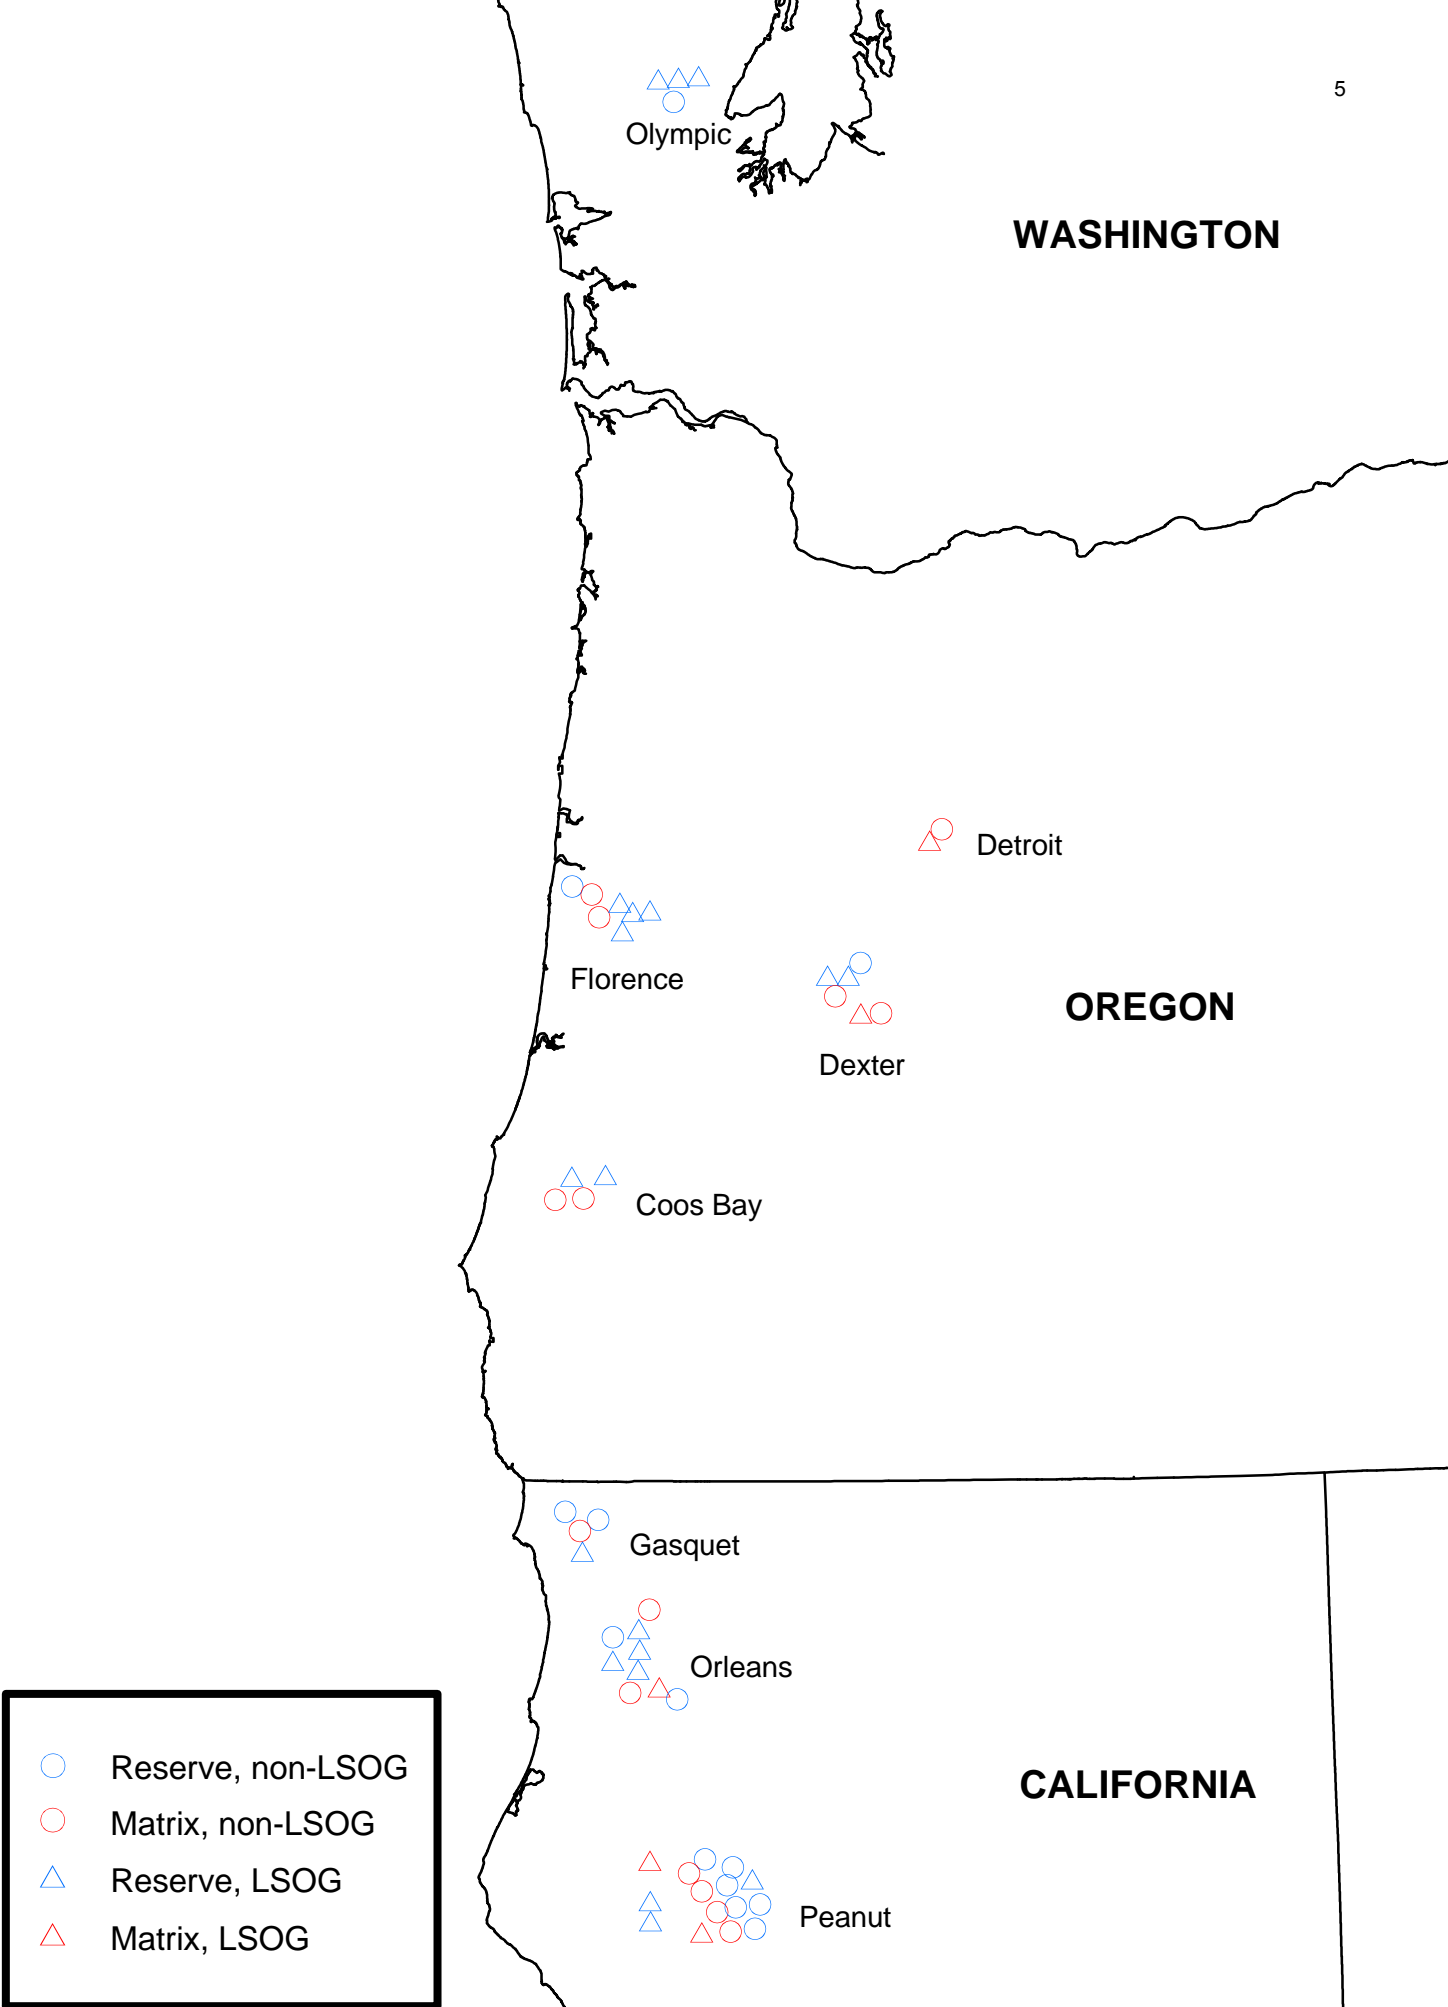 5
Olympic
WASHINGTON
Detroit
Florence
OREGON
Dexter
Coos Bay
Gasquet
Orleans
CALIFORNIA
Peanut
Reserve, non-LSOG
Matrix, non-LSOG
Reserve, LSOG
Matrix, LSOG